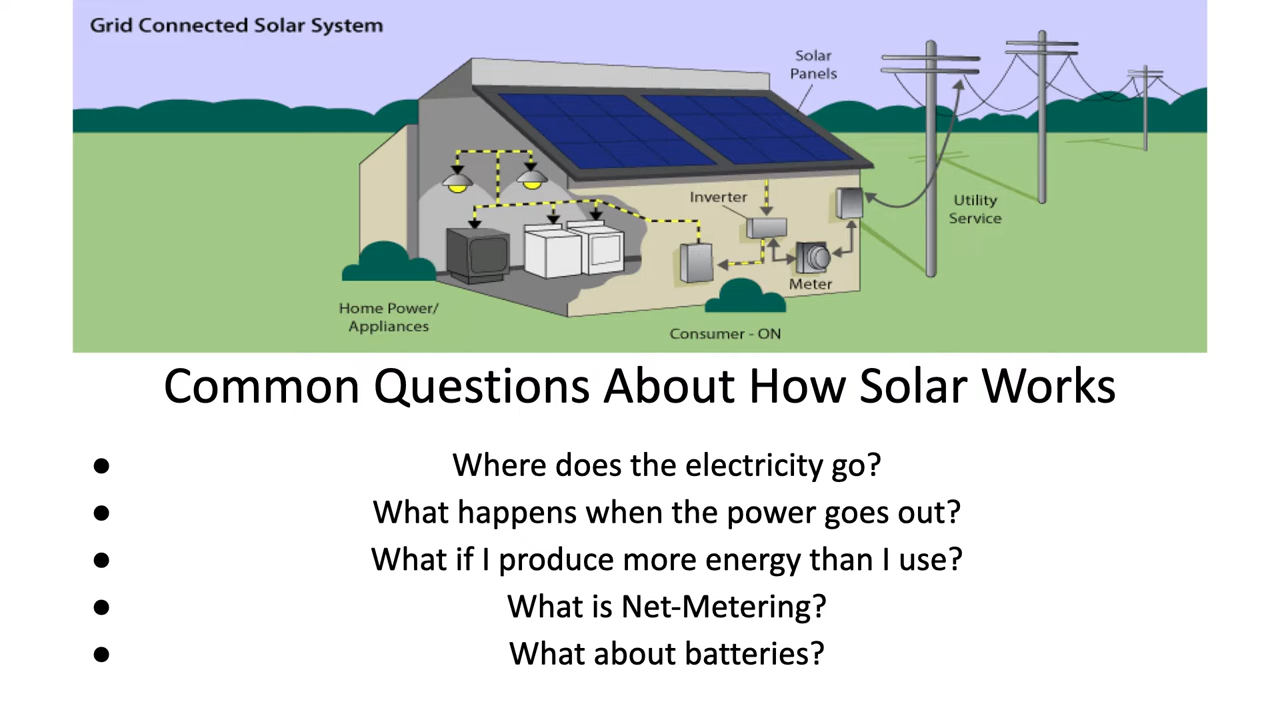 Grid Connected Solar System
Solar
Panels
Inverter
Utility
Service
Meter
Home Power/
Appliances
Consumer - ON
Common Questions About How Solar Works
● Where does the electricity go?
● What happens when the power goes out?
● What if I produce more energy than I use?
● What is Net-Metering?
● What about batteries?